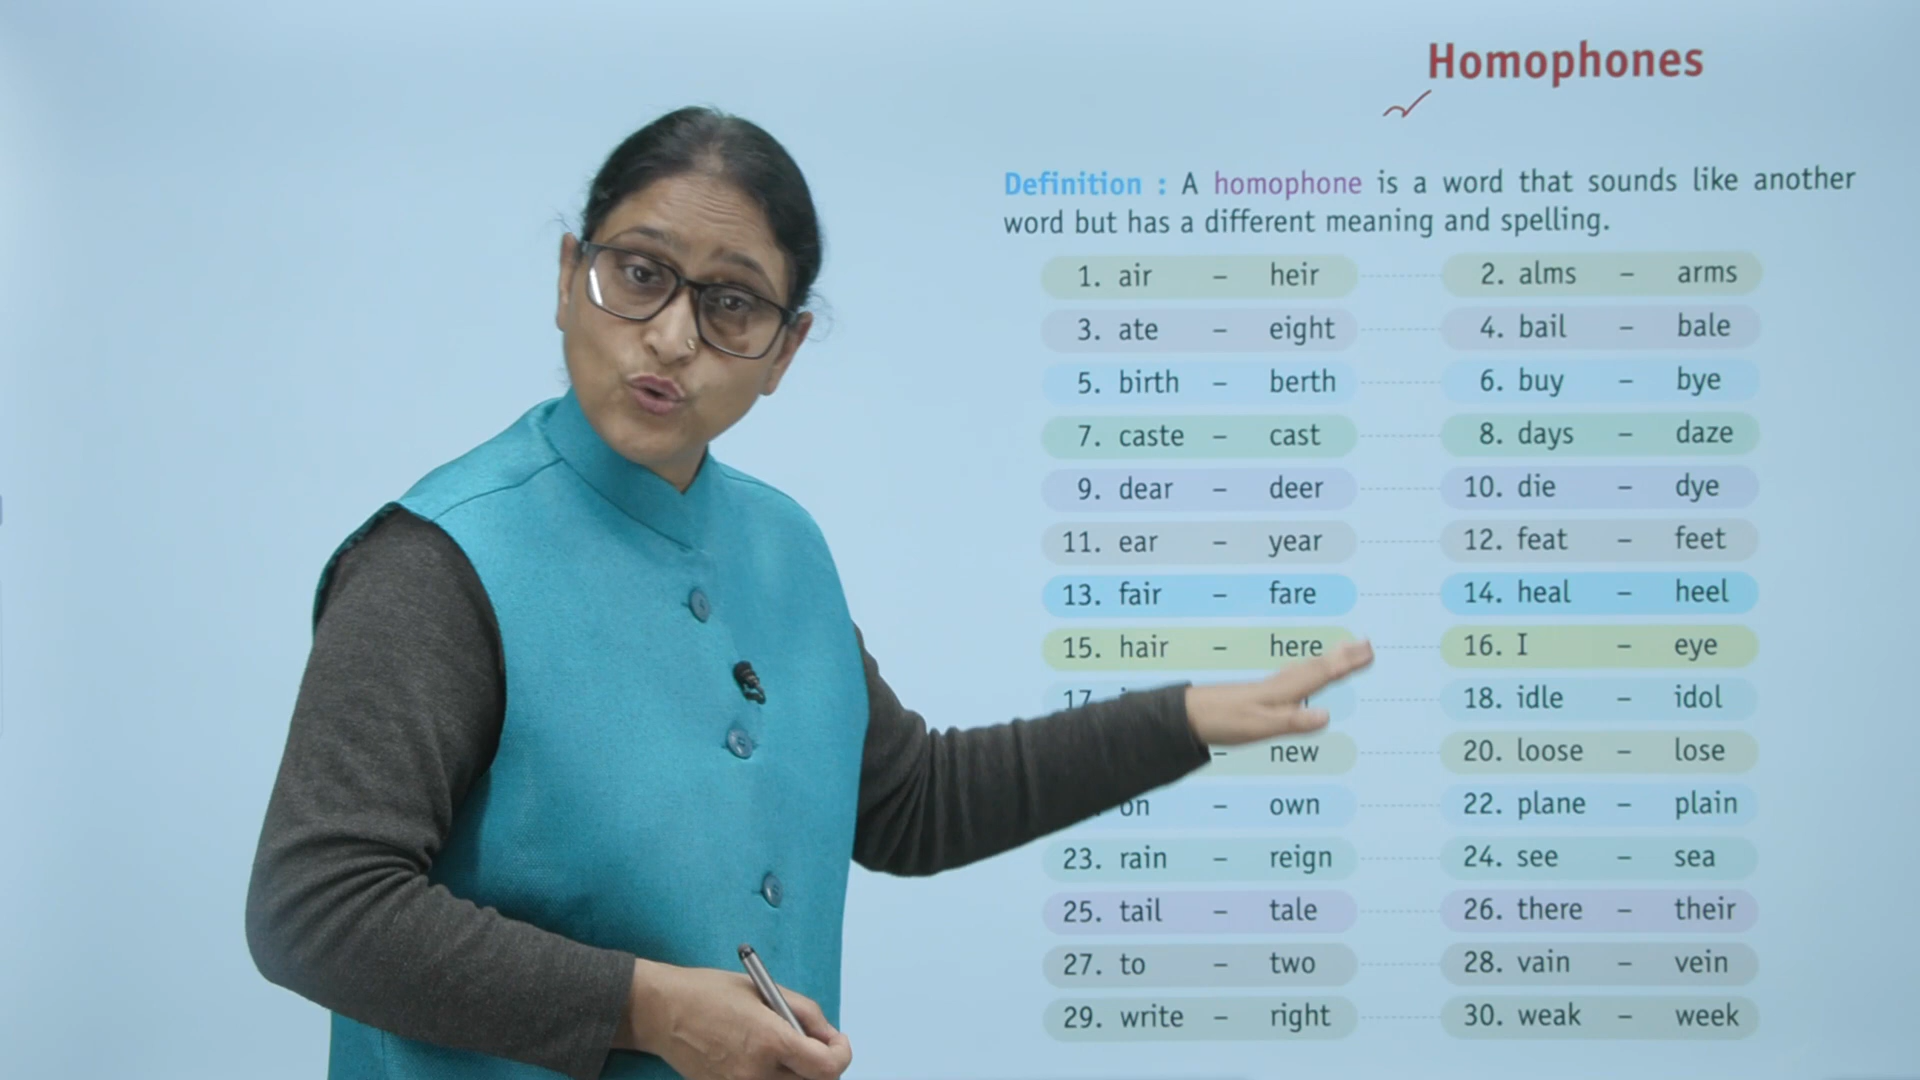 Homophones
Definition : A homophone is a word that sounds like another
word but has a different meaning and spelling.
1. air – heir 2. alms – arms
3. ate – eight 4. bail – bale
5. birth – berth 6. buy – bye
7. caste – cast 8. days – daze
9. dear – deer 10. die – dye
11. ear – year 12. feat – feet
13. fair – fare 14. heal – heel
15. hair – here 16. I – eye
17. 18. idle – idol
– new 20. loose – lose
on – own 22. plane – plain
23. rain – reign 24. see – sea
25. tail – tale 26. there – their
27. to – two 28. vain – vein
29. write – right 30. weak – week